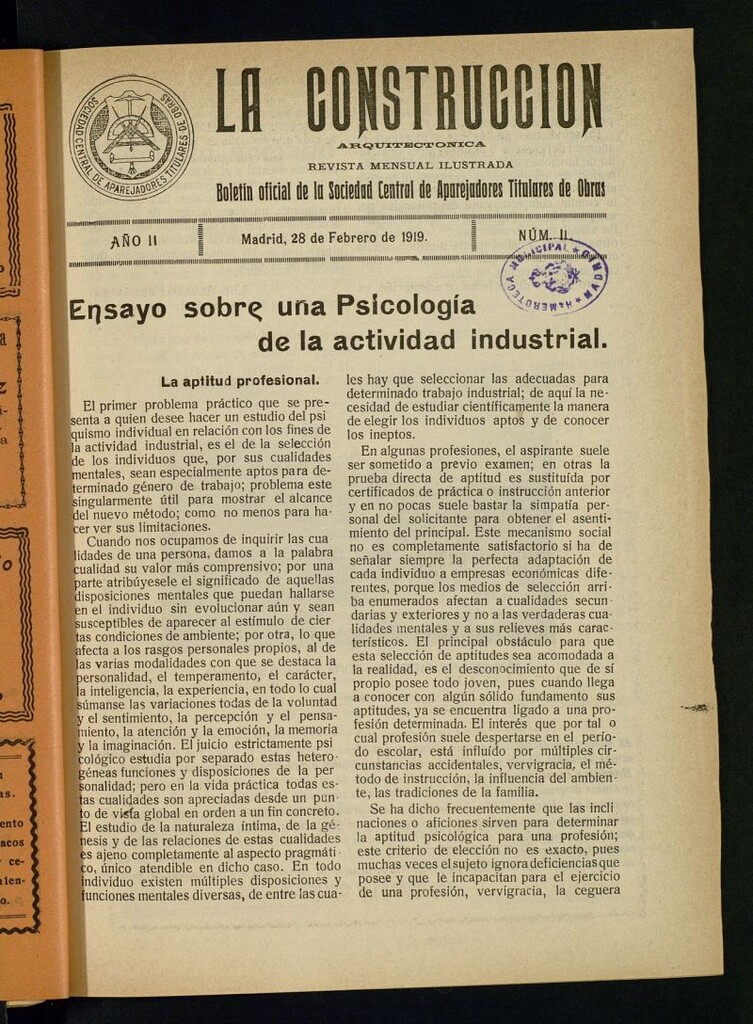 SOCIEDAD CENTRAL DE APAREJADORES TITULARES DE OBRAS
LA CONSTRUCCION
ARQUITECTONICA
REVISTA MENSUAL ILUSTRADA
Boletín oficial de la Sociedad Central de Aparejadores Titulares de Obras
AÑO II
Madrid, 28 de Febrero de 1919.
NÚM. II.
HEMEROTECA MUNICIPAL * MADRID *
Ensayo sobre una Psicología
de la actividad industrial.
La aptitud profesional.
El primer problema práctico que se pre-
senta a quien desee hacer un estudio del psi
quismo individual en relación con los fines de
la actividad industrial, es el de la selección
de los individuos que, por sus cualidades
mentales, sean especialmente aptos para de-
terminado género de trabajo; problema este
singularmente útil para mostrar el alcance
del nuevo método; como no menos para ha-
cer ver sus limitaciones.
Cuando nos ocupamos de inquirir las cua
lidades de una persona, damos a la palabra
cualidad su valor más comprensivo; por una
parte atribúyesele el significado de aquellas
disposiciones mentales que puedan hallarse
en el individuo sin evolucionar aún y sean
susceptibles de aparecer al estímulo de cier
tas condiciones de ambiente; por otra, lo que
afecta a los rasgos personales propios, al de
las varias modalidades con que se destaca la
personalidad, el temperamento, el carácter,
la inteligencia, la experiencia, en todo lo cual
súmanse las variaciones todas de la voluntad
y el sentimiento, la percepción y el pensa-
miento, la atención y la emoción, la memoria
y la imaginación. El juicio estrictamente psi
cológico estudia por separado estas hetero-
géneas funciones y disposiciones de la per
sonalidad; pero en la vida práctica todas es-
tas cualidades son apreciadas desde un pun
to de vista global en orden a un fin concreto.
El estudio de la naturaleza íntima, de la gé-
nesis y de las relaciones de estas cualidades
es ajeno completamente al aspecto pragmáti-
co, único atendible en dicho caso. En todo
individuo existen múltiples disposiciones y
funciones mentales diversas, de entre las cua-
les hay que seleccionar las adecuadas para
determinado trabajo industrial; de aquí la ne-
cesidad de estudiar científicamente la manera
de elegir los individuos aptos y de conocer
los ineptos.
En algunas profesiones, el aspirante suele
ser sometido a previo examen; en otras la
prueba directa de aptitud es sustituída por
certificados de práctica o instrucción anterior
y en no pocas suele bastar la simpatía per-
sonal del solicitante para obtener el asenti-
miento del principal. Este mecanismo social
no es completamente satisfactorio si ha de
señalar siempre la perfecta adaptación de
cada individuo a empresas económicas dife-
rentes, porque los medios de selección arri-
ba enumerados afectan a cualidades secun
darias y exteriores y no a las verdaderas cua-
lidades mentales y a sus relieves más carac-
terísticos. El principal obstáculo para que
esta selección de aptitudes sea acomodada a
la realidad, es el desconocimiento que de sí
propio posee todo joven, pues cuando llega
a conocer con algún sólido fundamento sus
aptitudes, ya se encuentra ligado a una pro-
fesión determinada. El interés que por tal o
cual profesión suele despertarse en el perío-
do escolar, está influído por múltiples cir-
cunstancias accidentales, vervigracia, el mé-
todo de instrucción, la influencia del ambien-
te, las tradiciones de la familia.
Se ha dicho frecuentemente que las incli
naciones o aficiones sirven para determinar
la aptitud psicológica para una profesión;
este criterio de elección no es exacto, pues
muchas veces el sujeto ignora deficiencias que
posee y que le incapacitan para el ejercicio
de una profesión, vervigracia, la ceguera